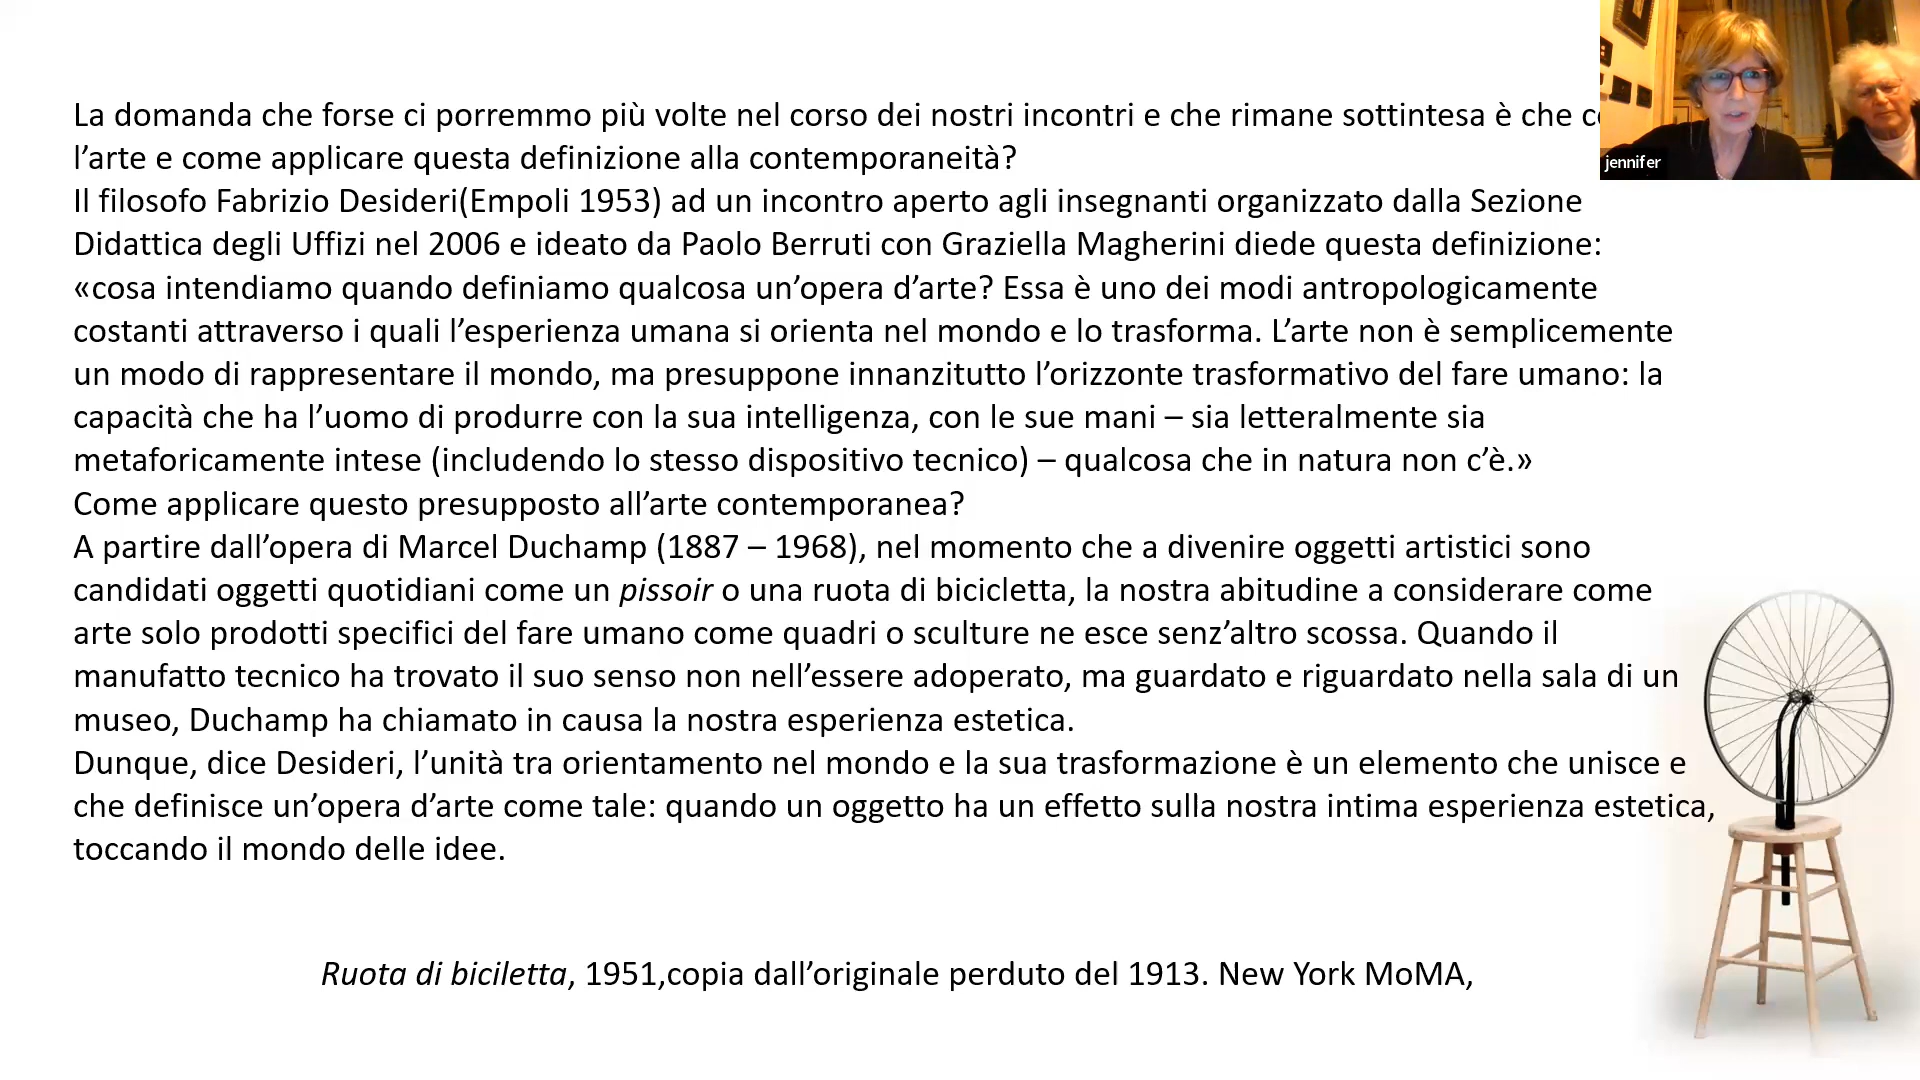 La domanda che forse ci porremmo più volte nel corso dei nostri incontri e che rimane sottintesa è che
l’arte e come applicare questa definizione alla contemporaneità?
Il filosofo Fabrizio Desideri(Empoli 1953) ad un incontro aperto agli insegnanti organizzato dalla Sezione
Didattica degli Uffizi nel 2006 e ideato da Paolo Berruti con Graziella Magherini diede questa definizione:
«cosa intendiamo quando definiamo qualcosa un’opera d’arte? Essa è uno dei modi antropologicamente
costanti attraverso i quali l’esperienza umana si orienta nel mondo e lo trasforma. L’arte non è semplicemente
un modo di rappresentare il mondo, ma presuppone innanzitutto l’orizzonte trasformativo del fare umano: la
capacità che ha l’uomo di produrre con la sua intelligenza, con le sue mani – sia letteralmente sia
metaforicamente intese (includendo lo stesso dispositivo tecnico) – qualcosa che in natura non c’è.»
Come applicare questo presupposto all’arte contemporanea?
A partire dall’opera di Marcel Duchamp (1887 – 1968), nel momento che a divenire oggetti artistici sono
candidati oggetti quotidiani come un pissoir o una ruota di bicicletta, la nostra abitudine a considerare come
arte solo prodotti specifici del fare umano come quadri o sculture ne esce senz’altro scossa. Quando il
manufatto tecnico ha trovato il suo senso non nell’essere adoperato, ma guardato e riguardato nella sala di un
museo, Duchamp ha chiamato in causa la nostra esperienza estetica.
Dunque, dice Desideri, l’unità tra orientamento nel mondo e la sua trasformazione è un elemento che unisce e
che definisce un’opera d’arte come tale: quando un oggetto ha un effetto sulla nostra intima esperienza estetica,
toccando il mondo delle idee.
Ruota di biciletta, 1951,copia dall’originale perduto del 1913. New York MoMA,
jennifer